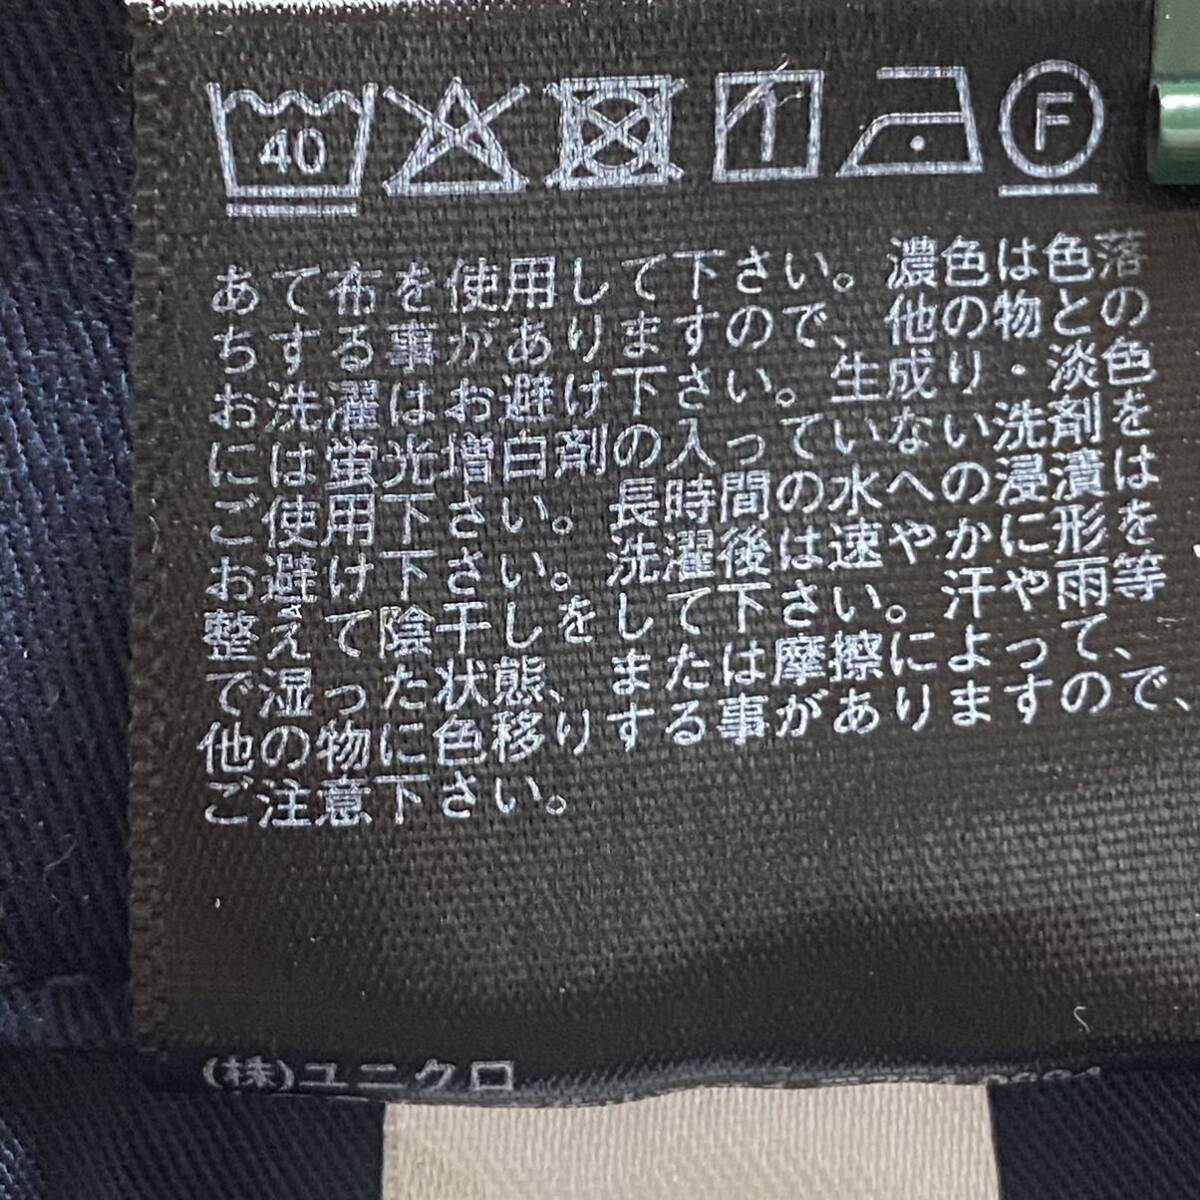 40 F
あて布を使用して下さい。濃色は色落
ちする事がありますので、他の物との
お洗濯はお避け下さい。生成り・淡色
には蛍光増白剤の入っていない洗剤を
ご使用下さい。長時間の水への浸漬は
お避け下さい。洗濯後は速やかに形を
整えて陰干しをして下さい。汗や雨等
で湿った状態、または摩擦によって、
他の物に色移りする事がありますので、
ご注意下さい。
(株)ユニクロ